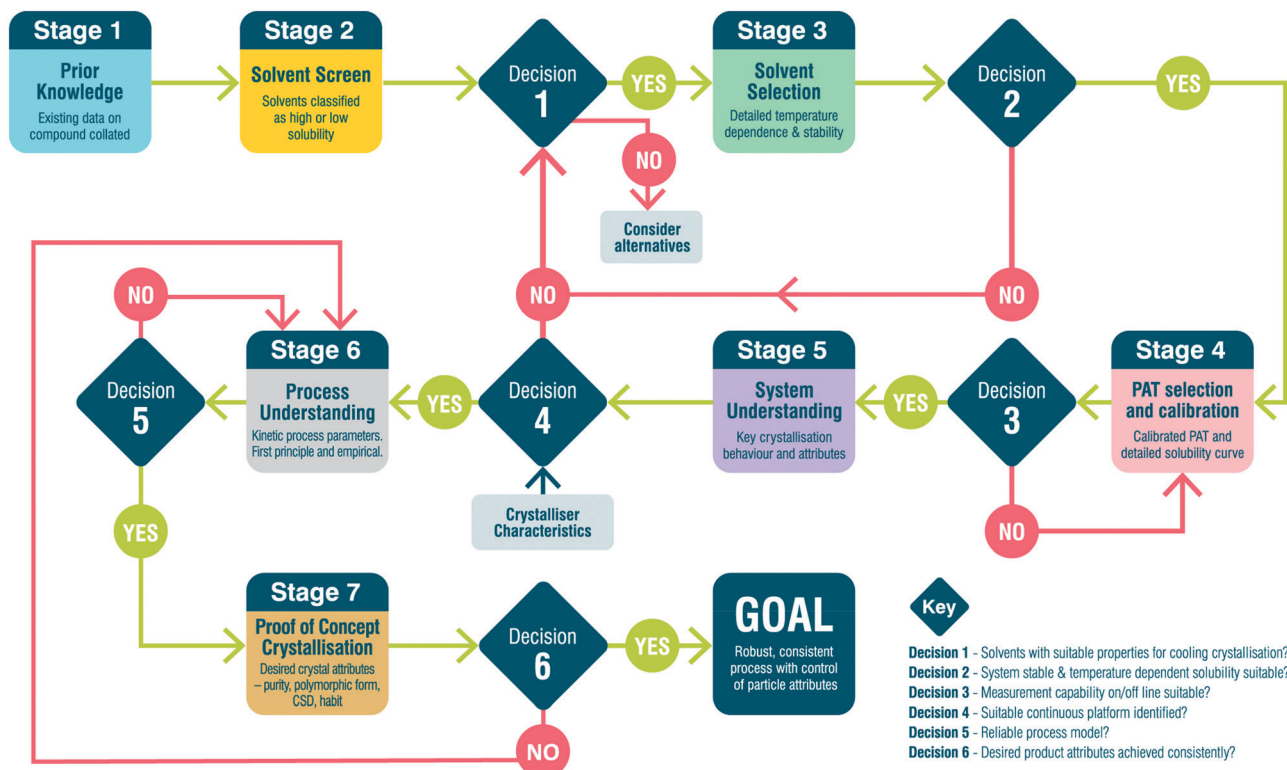 Stage 1
Prior
Knowledge
Existing data on
compound collated
Stage 2
Solvent Screen
Solvents classified
as high or low
solubility
Decision
1
YES
NO
Consider
alternatives
Stage 3
Solvent
Selection
Detailed temperature
dependence & stability
Decision
2
YES
NO
NO
NO
Decision
5
YES
Stage 6
Process
Understanding
Kinetic process parameters.
First principle and empirical.
YES
Decision
4
Crystalliser
Characteristics
Stage 5
System
Understanding
Key crystallisation
behaviour and attributes
YES
Decision
3
NO
Stage 4
PAT selection
and calibration
Calibrated PAT and
detailed solubility curve
Stage 7
Proof of Concept
Crystallisation
Desired crystal attributes
– purity, polymorphic form,
CSD, habit
Decision
6
YES
NO
GOAL
Robust, consistent
process with control
of particle attributes
Key
Decision 1 - Solvents with suitable properties for cooling crystallisation?
Decision 2 - System stable & temperature dependent solubility suitable?
Decision 3 - Measurement capability on/off line suitable?
Decision 4 - Suitable continuous platform identified?
Decision 5 - Reliable process model?
Decision 6 - Desired product attributes achieved consistently?